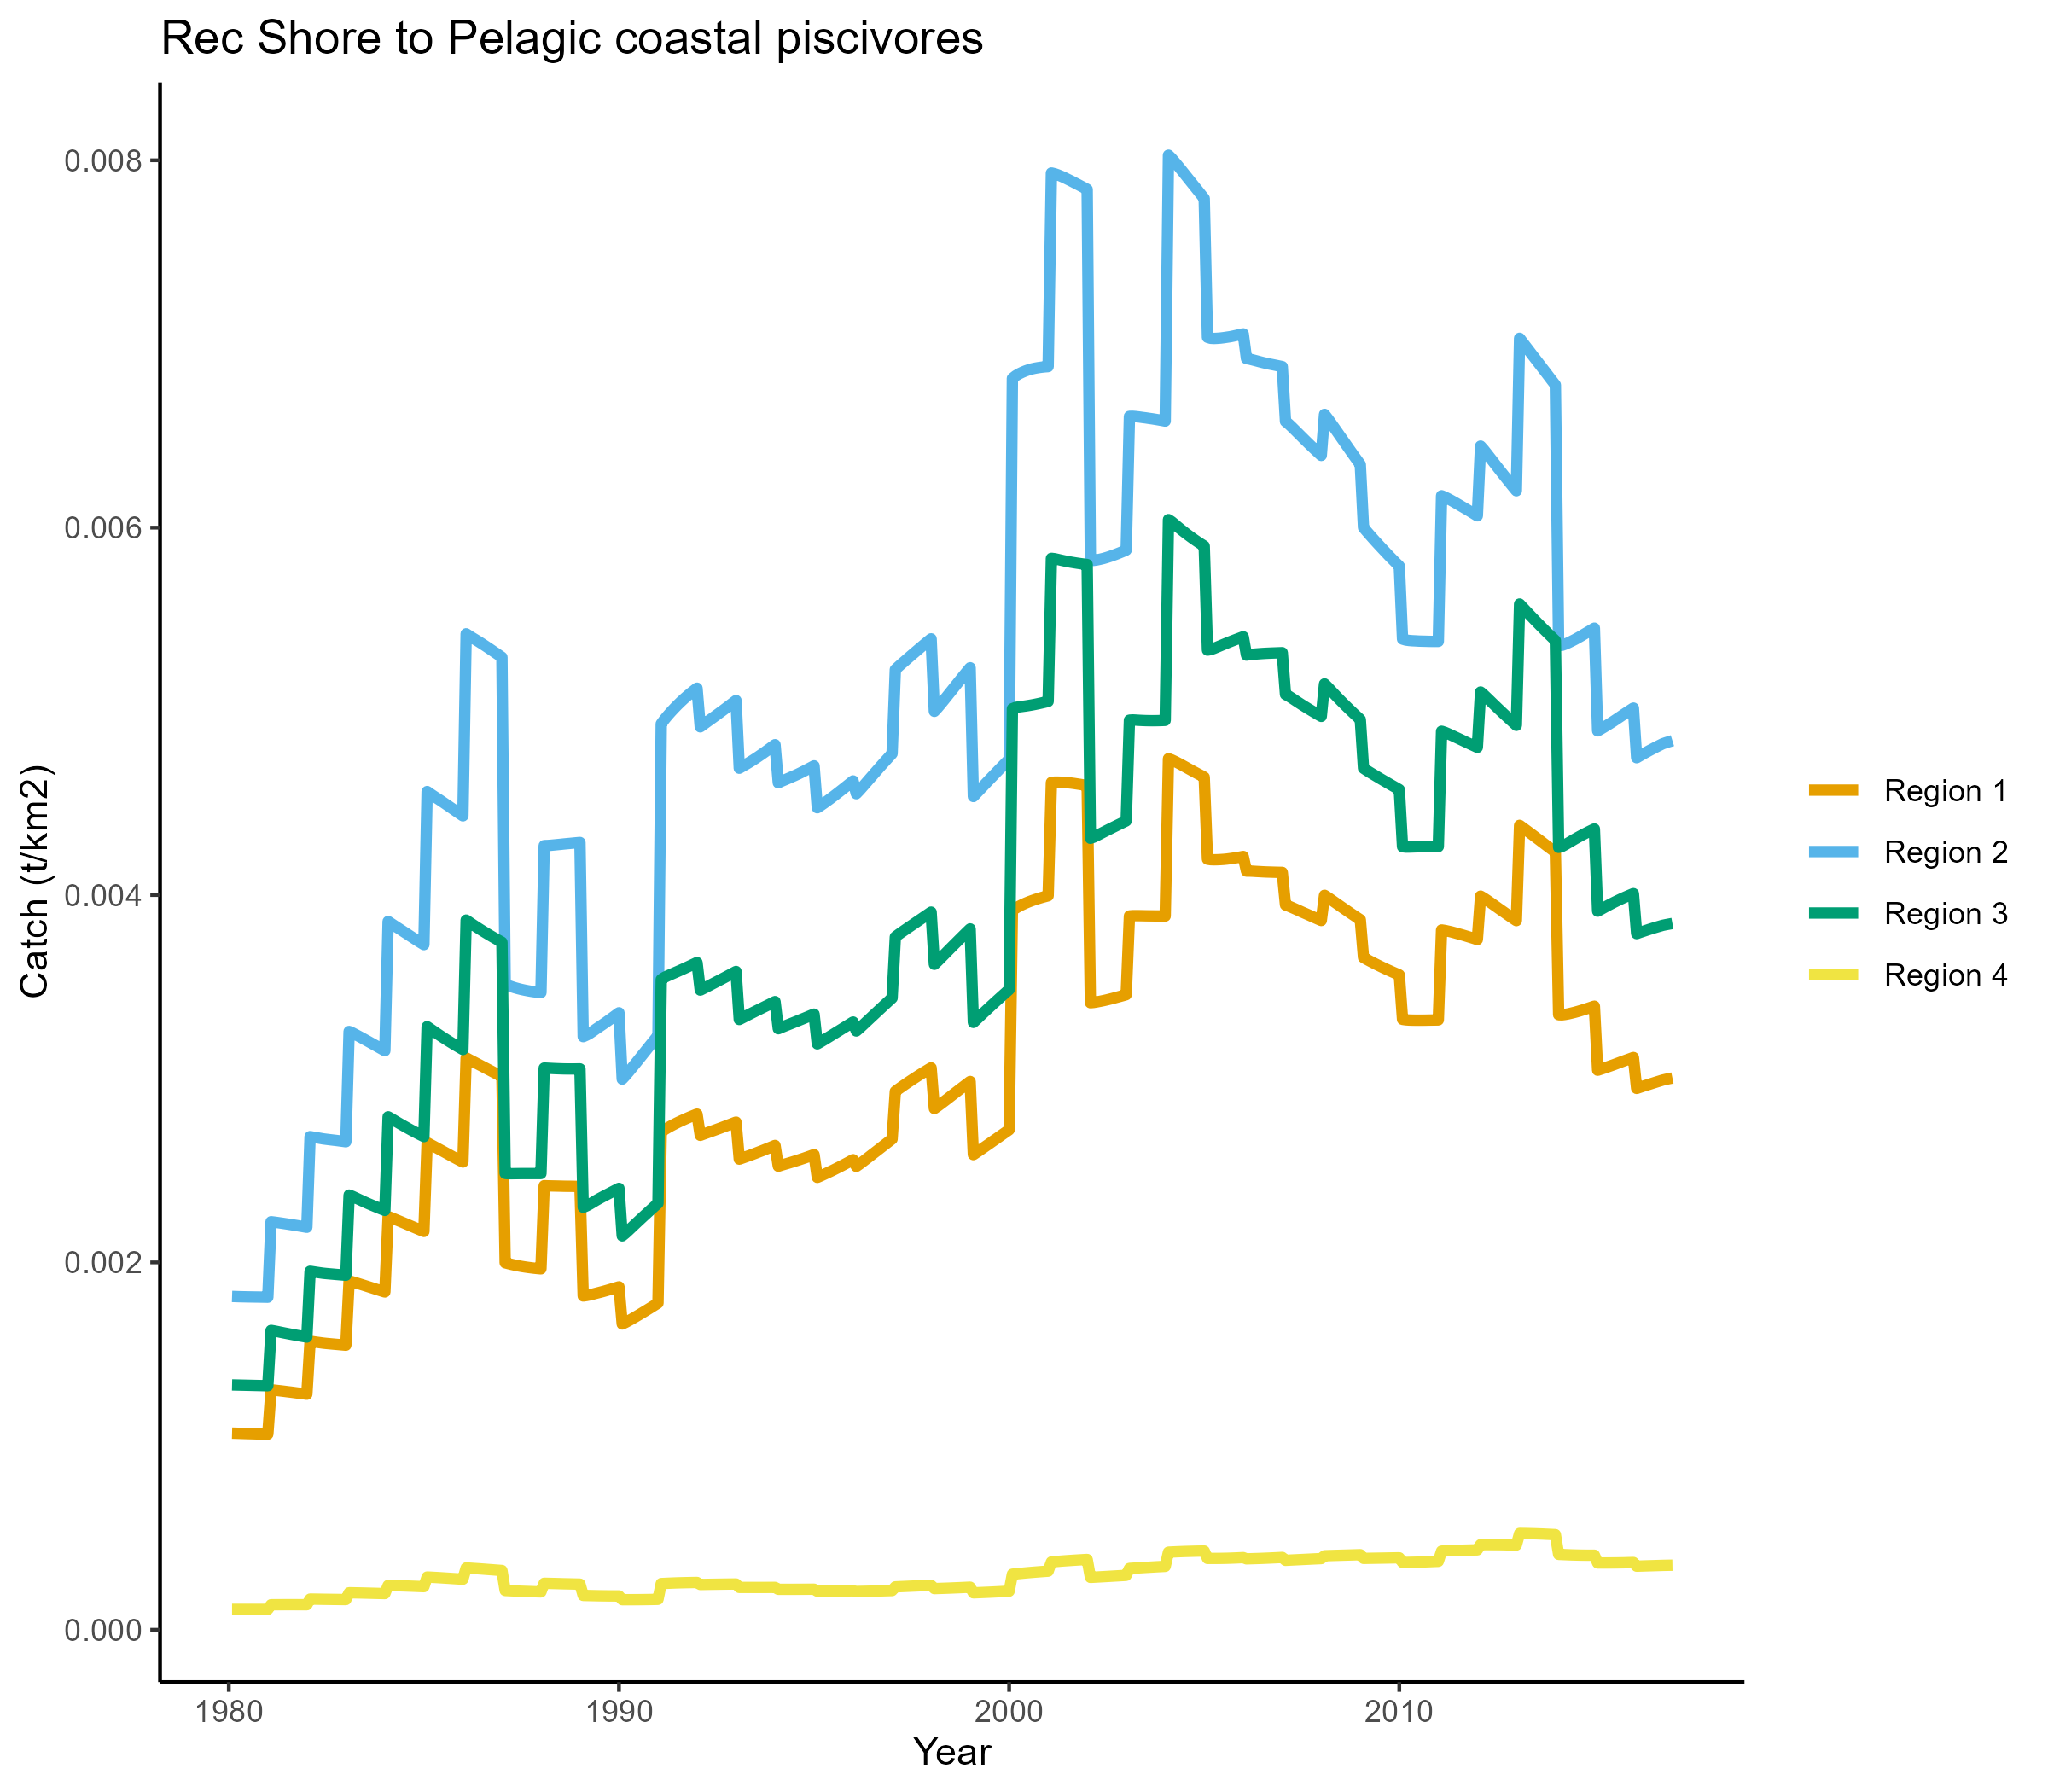 Rec Shore to Pelagic coastal piscivores
Catch (t/km2)
0.008
0.006
0.004
0.002
0.000
1980
1990
2000
2010
Year
Region 1
Region 2
Region 3
Region 4